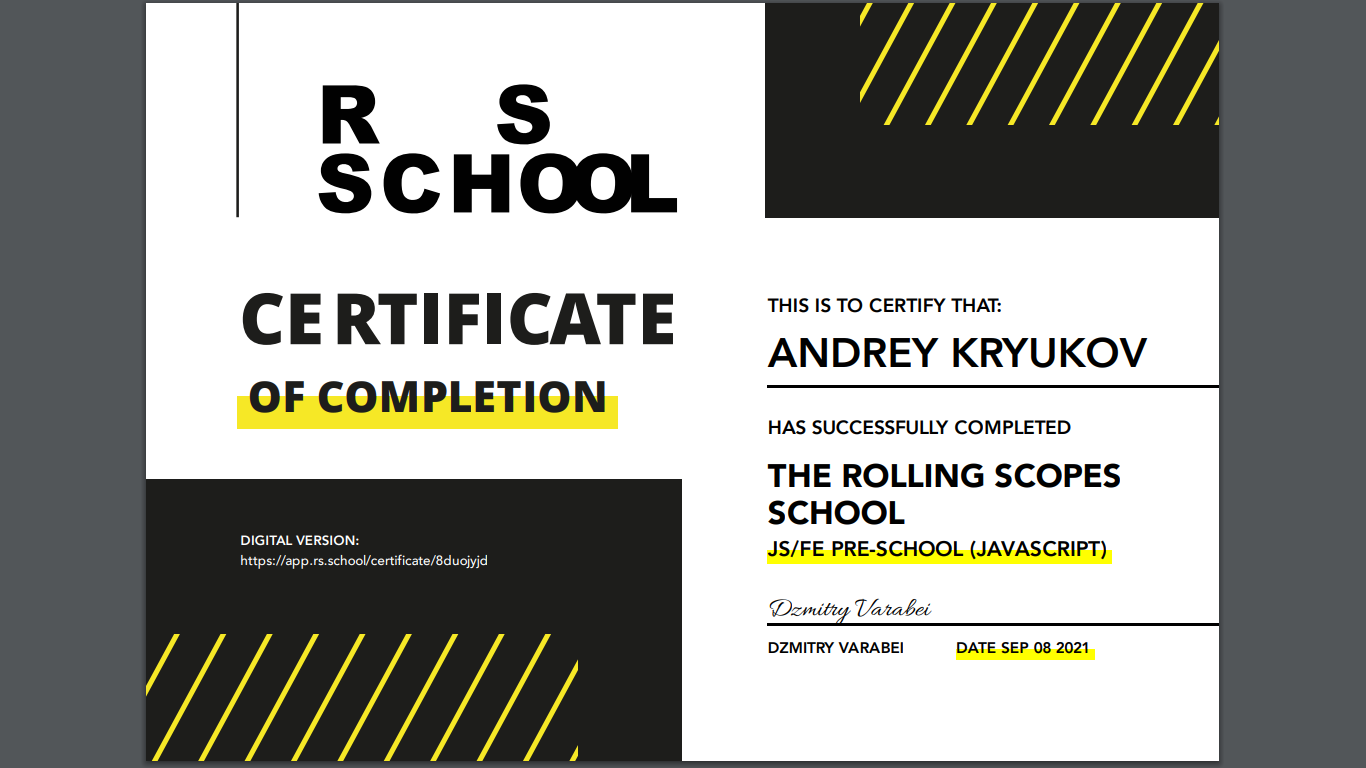 R S
SCHOOL
CERTIFICATE
OF COMPLETION
DIGITAL VERSION:
https://app.rs.school/certificate/8duojyjd
THIS IS TO CERTIFY THAT:
ANDREY KRYUKOV
HAS SUCCESSFULLY COMPLETED
THE ROLLING SCOPES
SCHOOL
JS/FE PRE-SCHOOL (JAVASCRIPT)
Dzmitry Varabei
DZMITRY VARABEI DATE SEP 08 2021